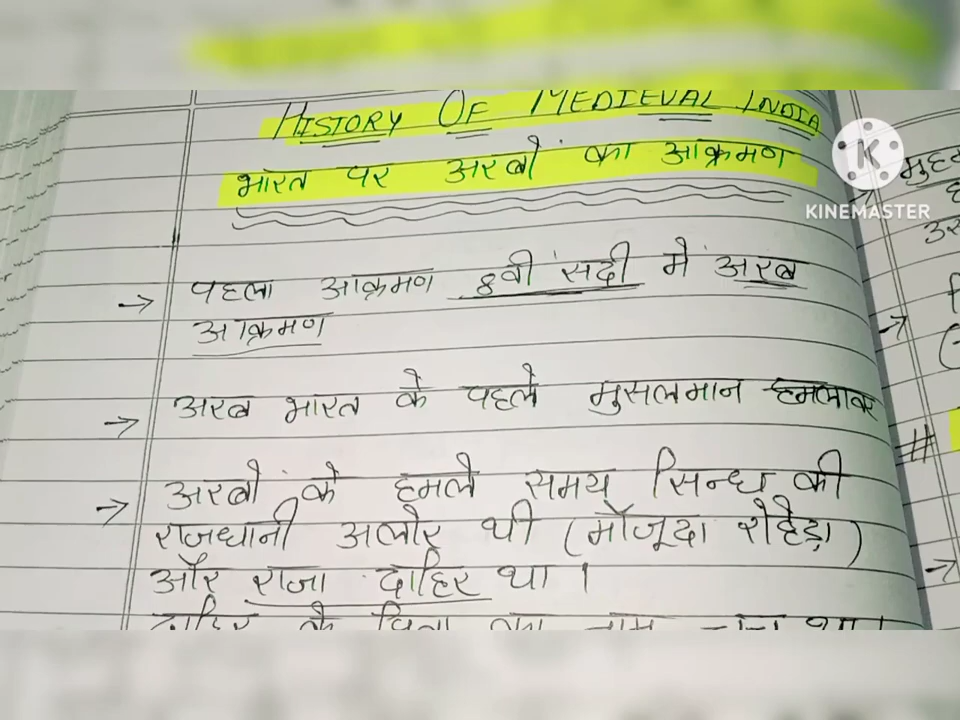 HISTORY OF MEDIEVAL INDIA
भारत पर अरबों का आक्रमण
K
KINEMASTER
→ पहला आक्रमण 8वीं सदी में अरब
आक्रमण
→ अरब भारत के पहले मुसलमान हमलावर
→ अरबों के हमले समय सिन्ध की
राजधानी अलोर थी (मौजूदा रोहेड़ा)
और राजा दाहिर था।
दाहिर के पिता का नाम